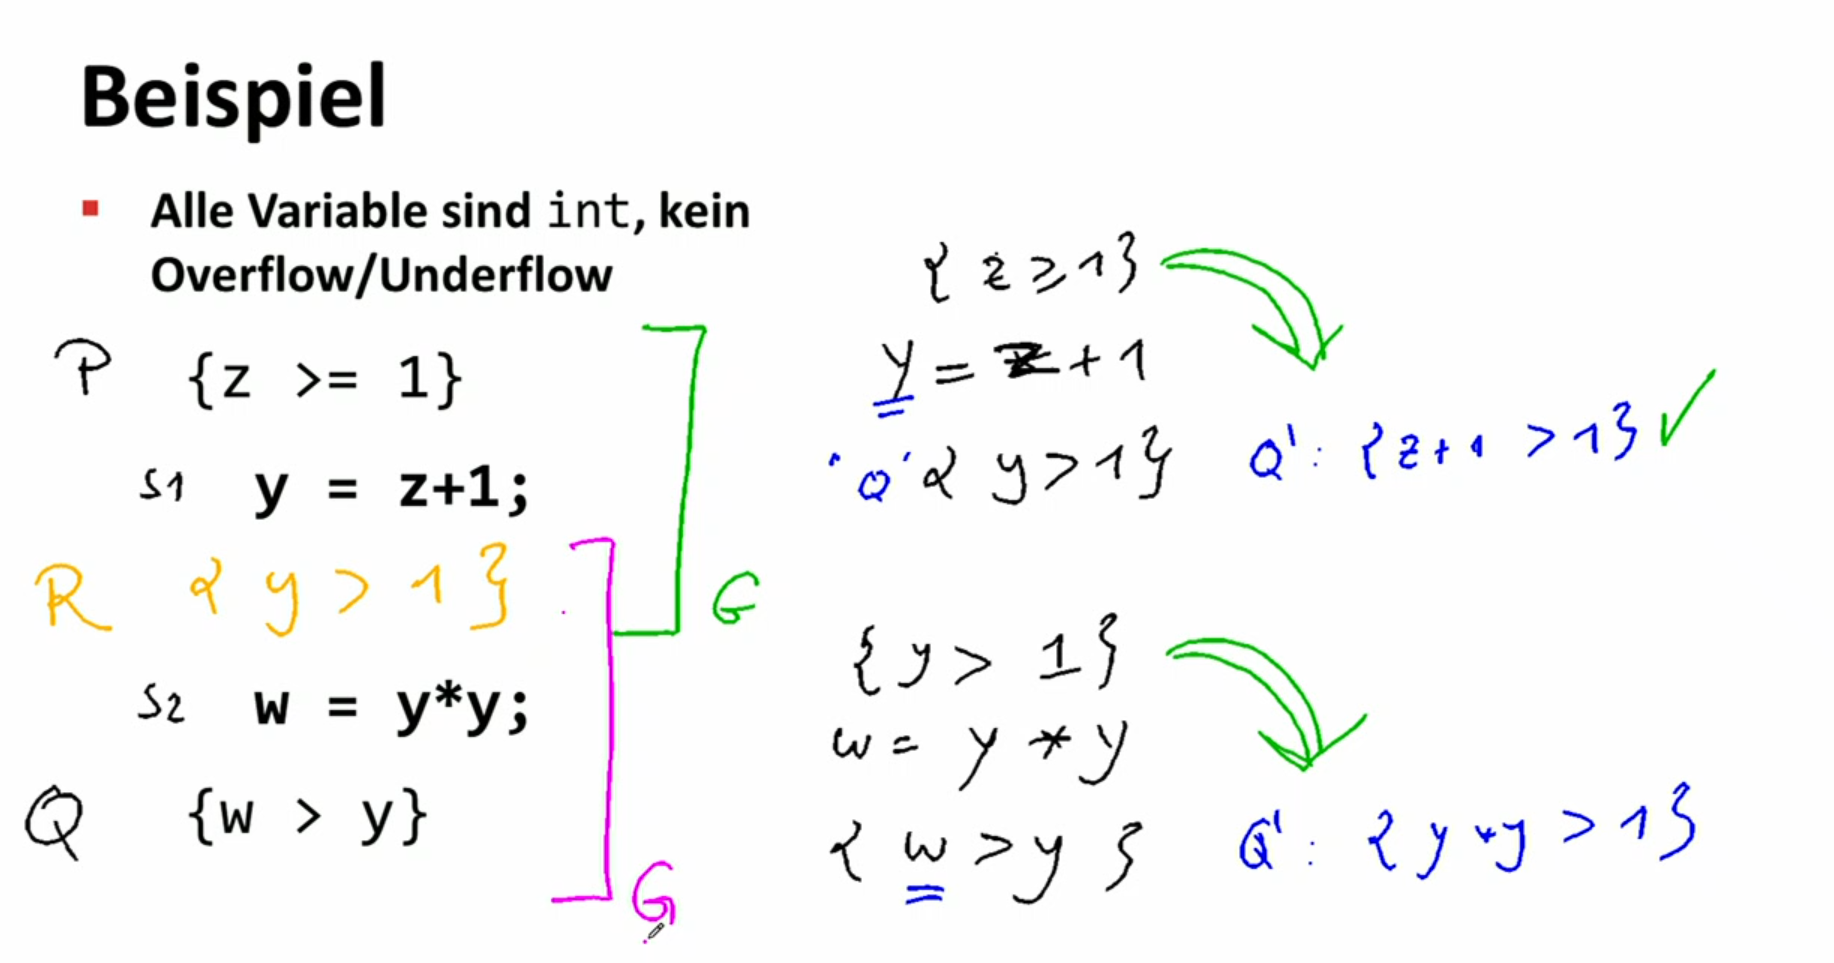 Beispiel
▪ Alle Variable sind int, kein
Overflow/Underflow
P {z >= 1}
S1 y = z+1;
R { y > 1 }
S2 w = y*y;
Q {w > y}
G
G
{ z ≥ 1 }
y = z + 1
'Q' { y > 1 }
Q': { z + 1 > 1 } ✓
{ y > 1 }
w = y * y
{ w > y }
Q': { y * y > 1 }